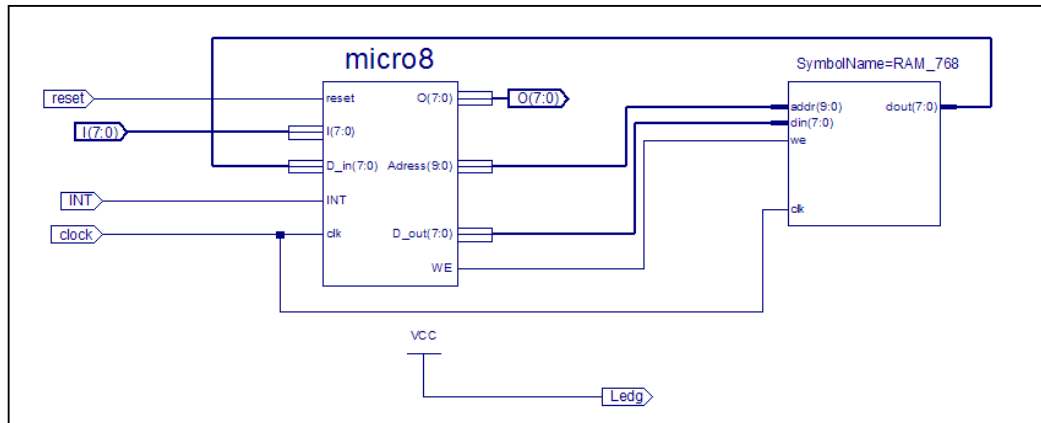 micro8
SymbolName=RAM_768
reset
reset
O(7:0)
O(7:0)
addr(9:0)
dout(7:0)
I(7:0)
I(7:0)
din(7:0)
D_in(7:0)
Adress(9:0)
we
INT
INT
clock
clk
D_out(7:0)
clk
WE
VCC
Ledg